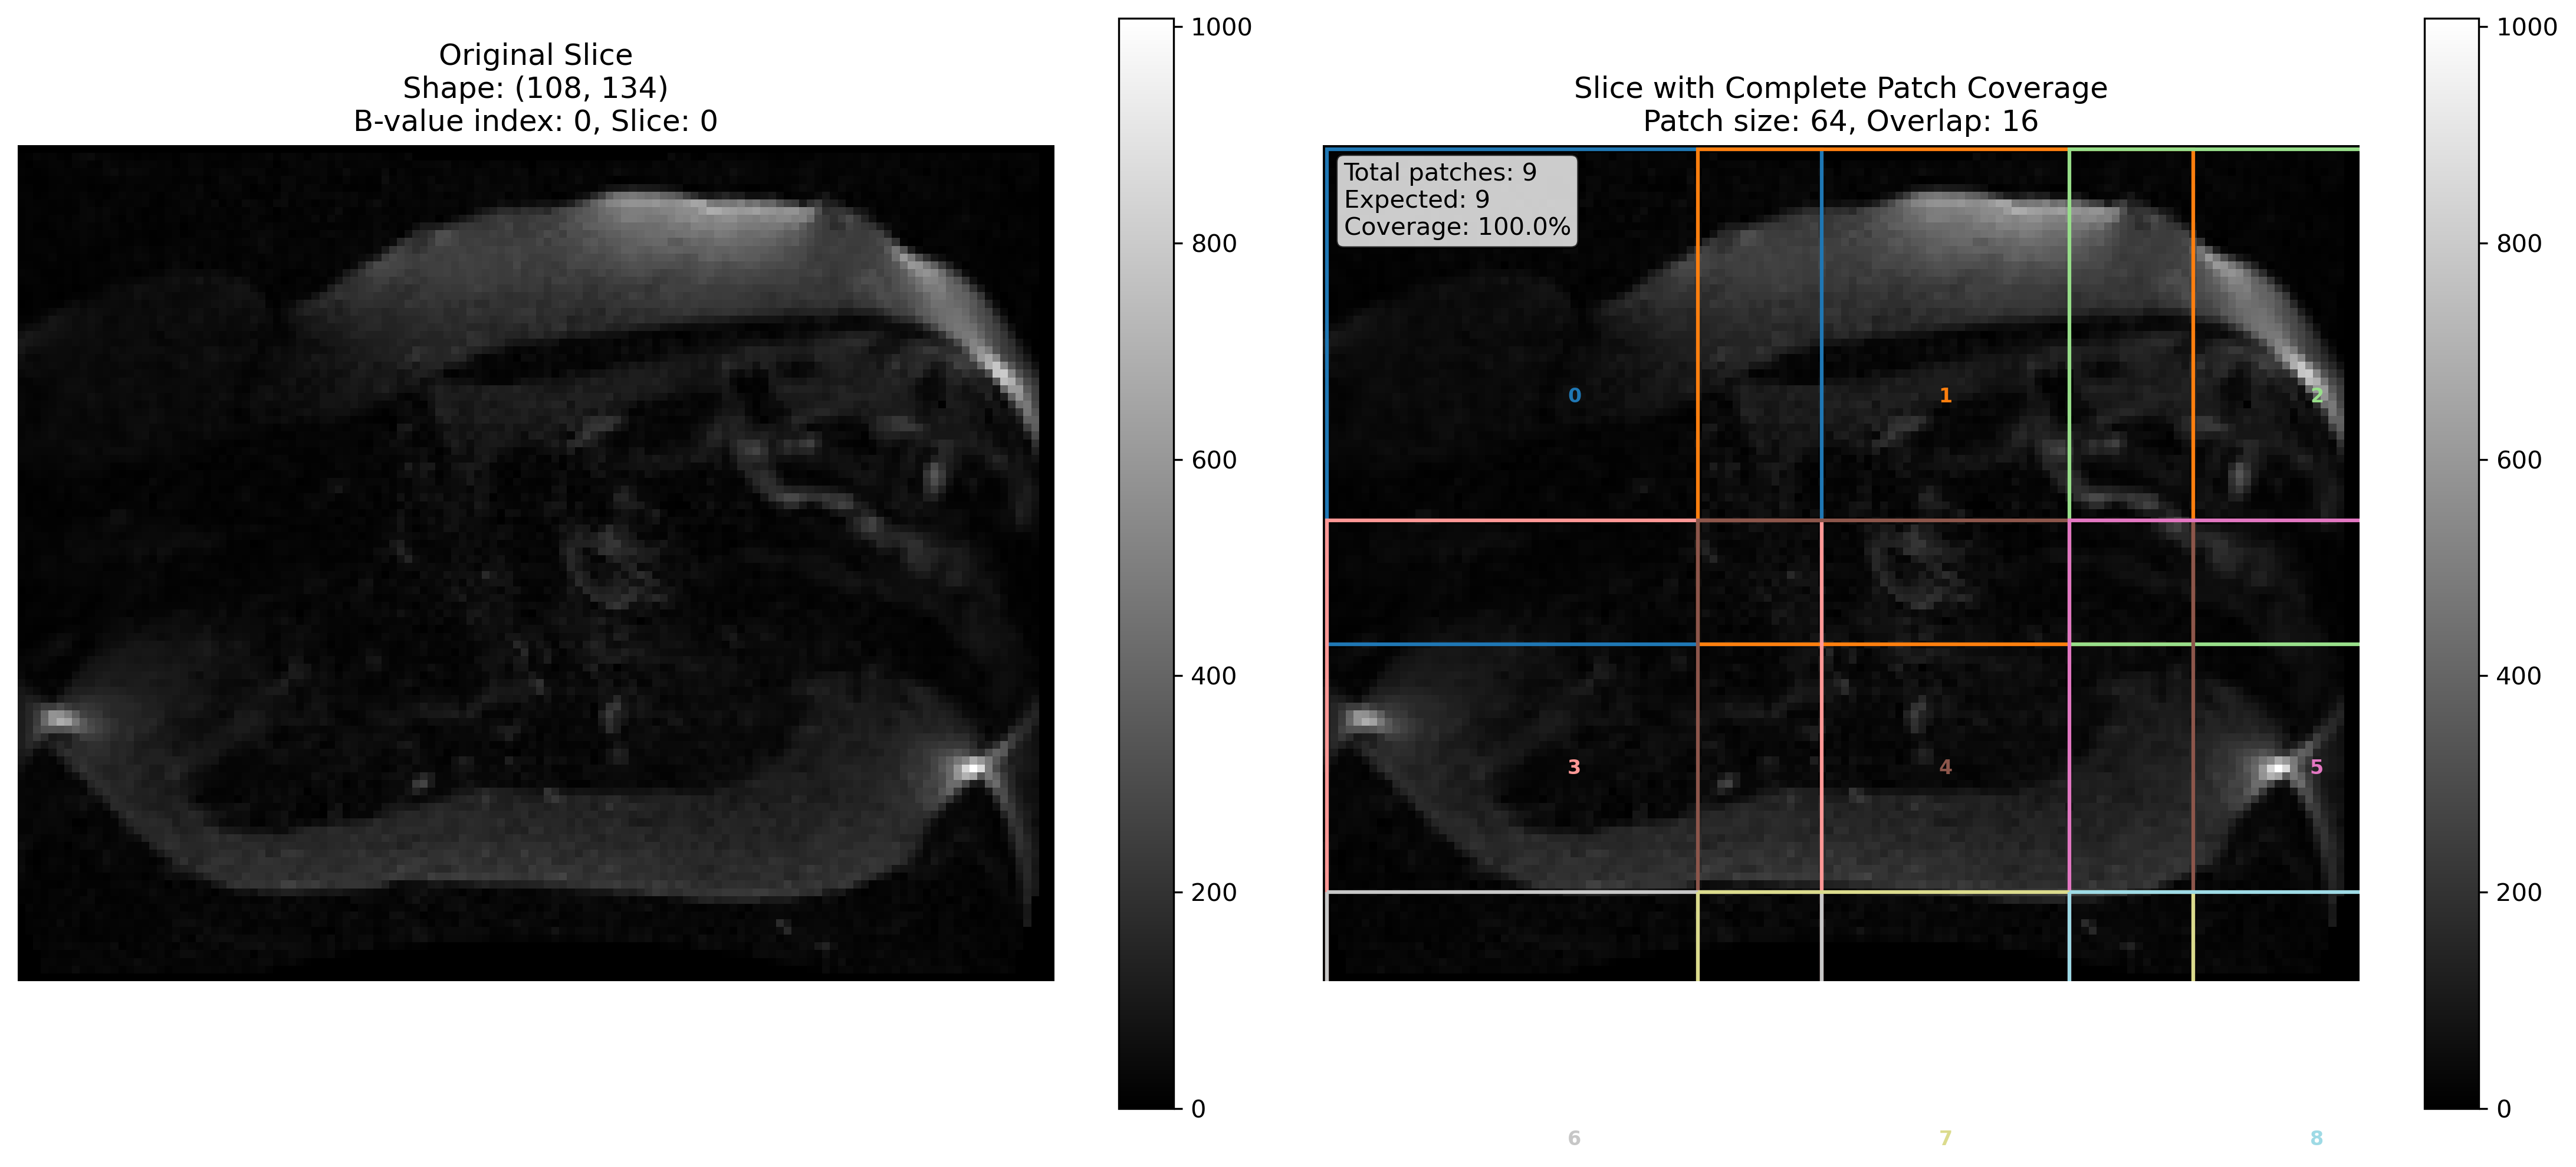 Original Slice
Shape: (108, 134)
B-value index: 0, Slice: 0
1000
800
600
400
200
0
Slice with Complete Patch Coverage
Patch size: 64, Overlap: 16
Total patches: 9
Expected: 9
Coverage: 100.0%
0
1
2
3
4
5
6
7
8
1000
800
600
400
200
0